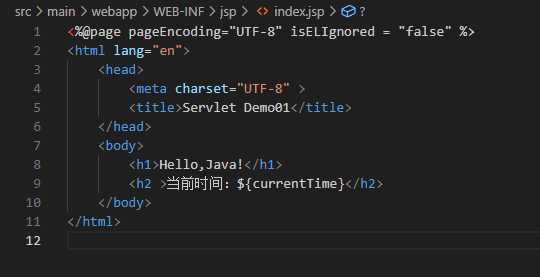 src > main > webapp > WEB-INF > jsp > <> index.jsp > ?
1 <%@page pageEncoding="UTF-8" isELIgnored = "false" %>
2 <html lang="en">
3     <head>
4         <meta charset="UTF-8" >
5         <title>Servlet Demo01</title>
6     </head>
7     <body>
8         <h1>Hello,Java!</h1>
9         <h2 >当前时间：${currentTime}</h2>
10     </body>
11 </html>
12